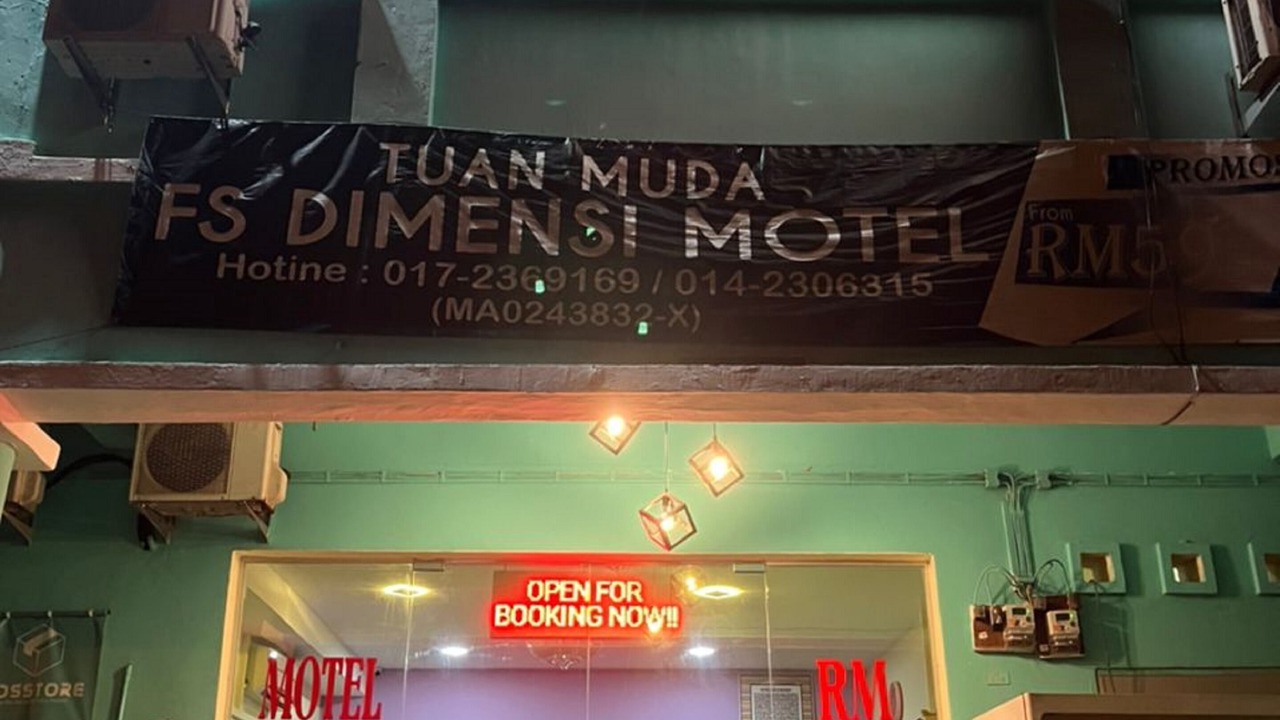 TUAN MUDA
FS DIMENSI MOTEL
Hotine : 017-2369169 / 014-2306315
(MA0243832-X)
PROMOS
From
RM59
OPEN FOR
BOOKING NOW!!
MOTEL
RM
OSSTORE